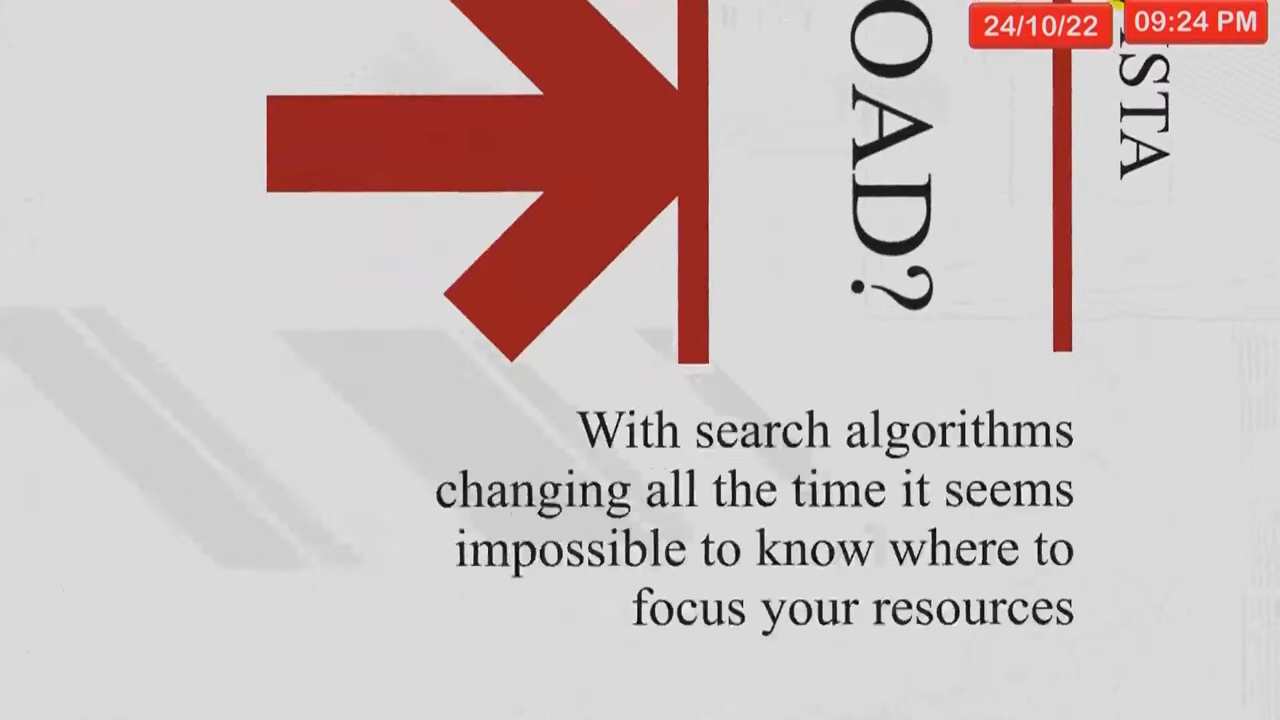 24/10/22
09:24 PM
OAD?
STA
With search algorithms
changing all the time it seems
impossible to know where to
focus your resources